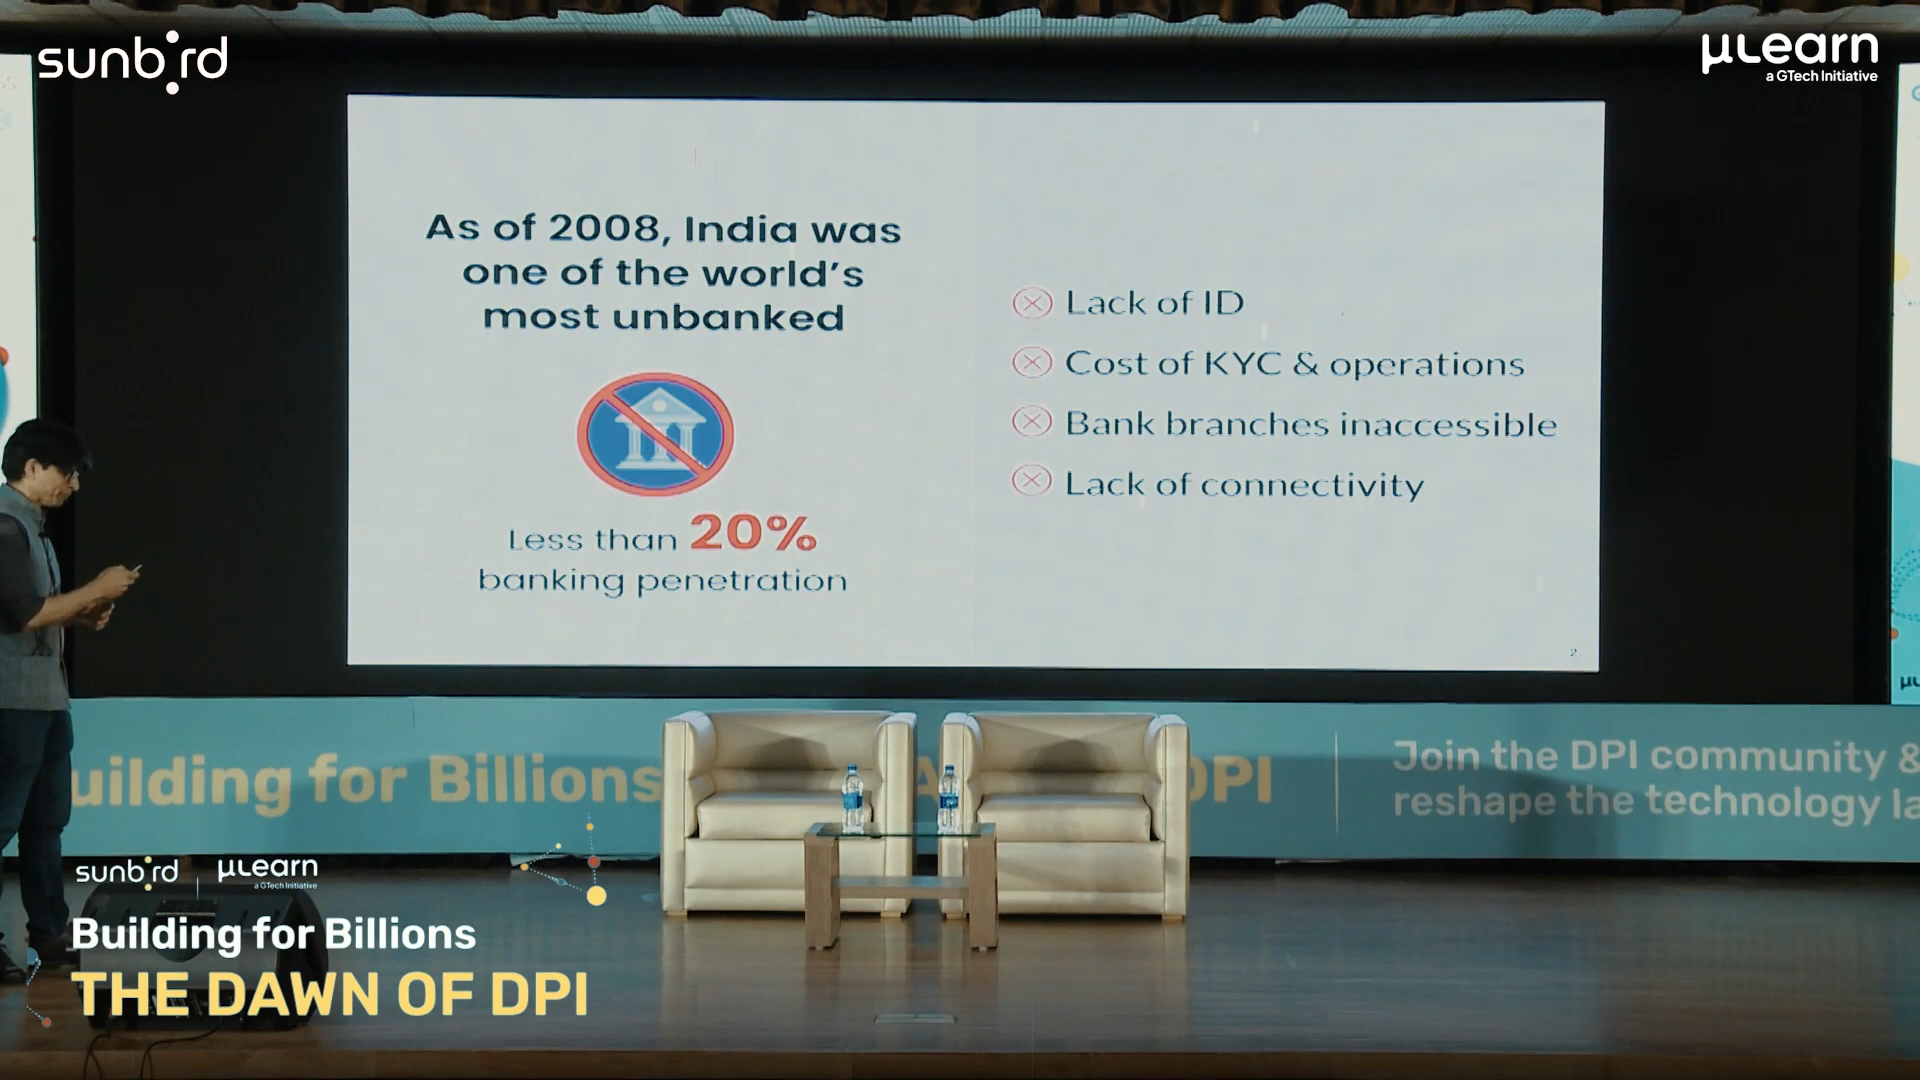 sunbird
µLearn
a GTech Initiative
As of 2008, India was
one of the world's
most unbanked
Less than 20%
banking penetration
Lack of ID
Cost of KYC & operations
Bank branches inaccessible
Lack of connectivity
2
uilding for Billions
DPI
Join the DPI community &
reshape the technology la
sunbird
µLearn
a GTech Initiative
Building for Billions
THE DAWN OF DPI